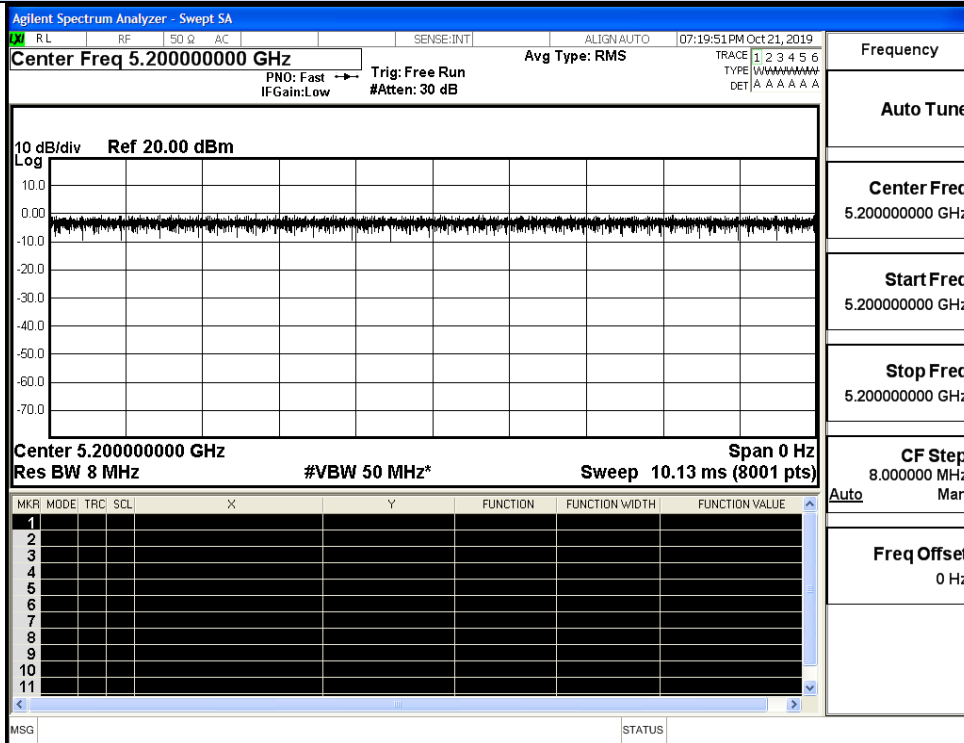 Agilent Spectrum Analyzer - Swept SA
LXI RL RF 50 Ω AC SENSE:INT ALIGN AUTO 07:19:51 PM Oct 21, 2019
Center Freq 5.200000000 GHz Avg Type: RMS TRACE 1 2 3 4 5 6
PNO: Fast Trig: Free Run TYPE WWWWWW
IFGain:Low #Atten: 30 dB DET A A A A A A
10 dB/div Ref 20.00 dBm
Log
10.0
0.00
-10.0
-20.0
-30.0
-40.0
-50.0
-60.0
-70.0
Center 5.200000000 GHz Span 0 Hz
Res BW 8 MHz #VBW 50 MHz* Sweep 10.13 ms (8001 pts)
MKR MODE TRC SCL X Y FUNCTION FUNCTION WIDTH FUNCTION VALUE
1
2
3
4
5
6
7
8
9
10
11
MSG STATUS
Frequency
Auto Tune
Center Freq
5.200000000 GHz
Start Freq
5.200000000 GHz
Stop Freq
5.200000000 GHz
CF Step
8.000000 MHz
Auto Man
Freq Offset
0 Hz